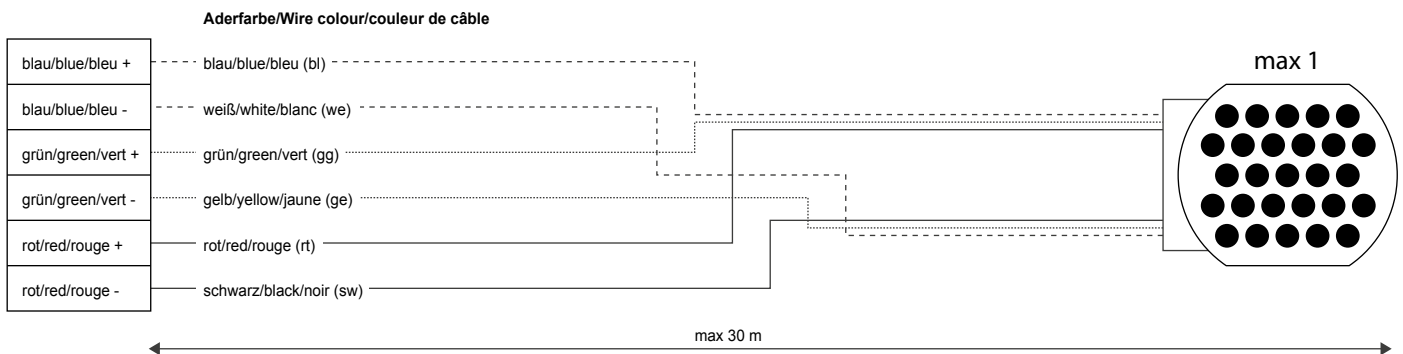 Aderfarbe/Wire colour/couleur de câble
max 1
blau/blue/bleu + blau/blue/bleu (bl)
blau/blue/bleu - weiß/white/blanc (we)
grün/green/vert + grün/green/vert (gg)
grün/green/vert - gelb/yellow/jaune (ge)
rot/red/rouge + rot/red/rouge (rt)
rot/red/rouge - schwarz/black/noir (sw)
max 30 m